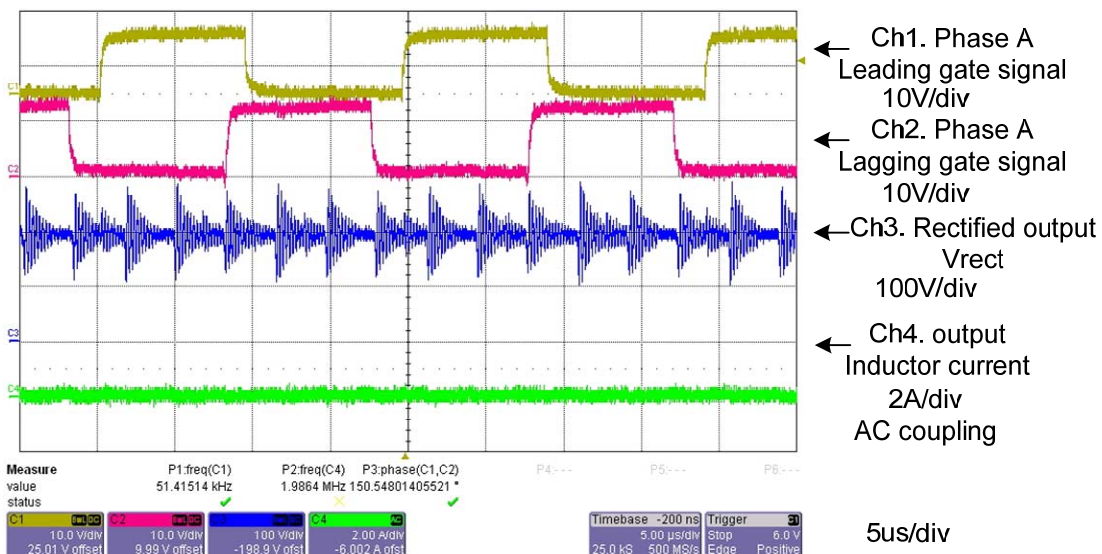 Ch1. Phase A
Leading gate signal
10V/div
Ch2. Phase A
Lagging gate signal
10V/div
Ch3. Rectified output
Vrect
100V/div
Ch4. output
Inductor current
2A/div
AC coupling
C1
C2
C3
C4
Measure P1:freq(C1) P2:freq(C4) P3:phase(C1,C2) P4:--- P5:--- P6:---
value 51.41514 kHz 1.9864 MHz 150.54801405521 °
status
C1 BwL DC C2 BwL DC C4 AC Timebase -200 ns Trigger
10.0 V/div 10.0 V/div 100 V/div 2.00 A/div 5.00 µs/div Stop 6.0 V
25.01 V offset 9.99 V offset -198.9 V ofst -6.002 A ofst 25.0 kS 500 MS/s Edge Positive
5us/div